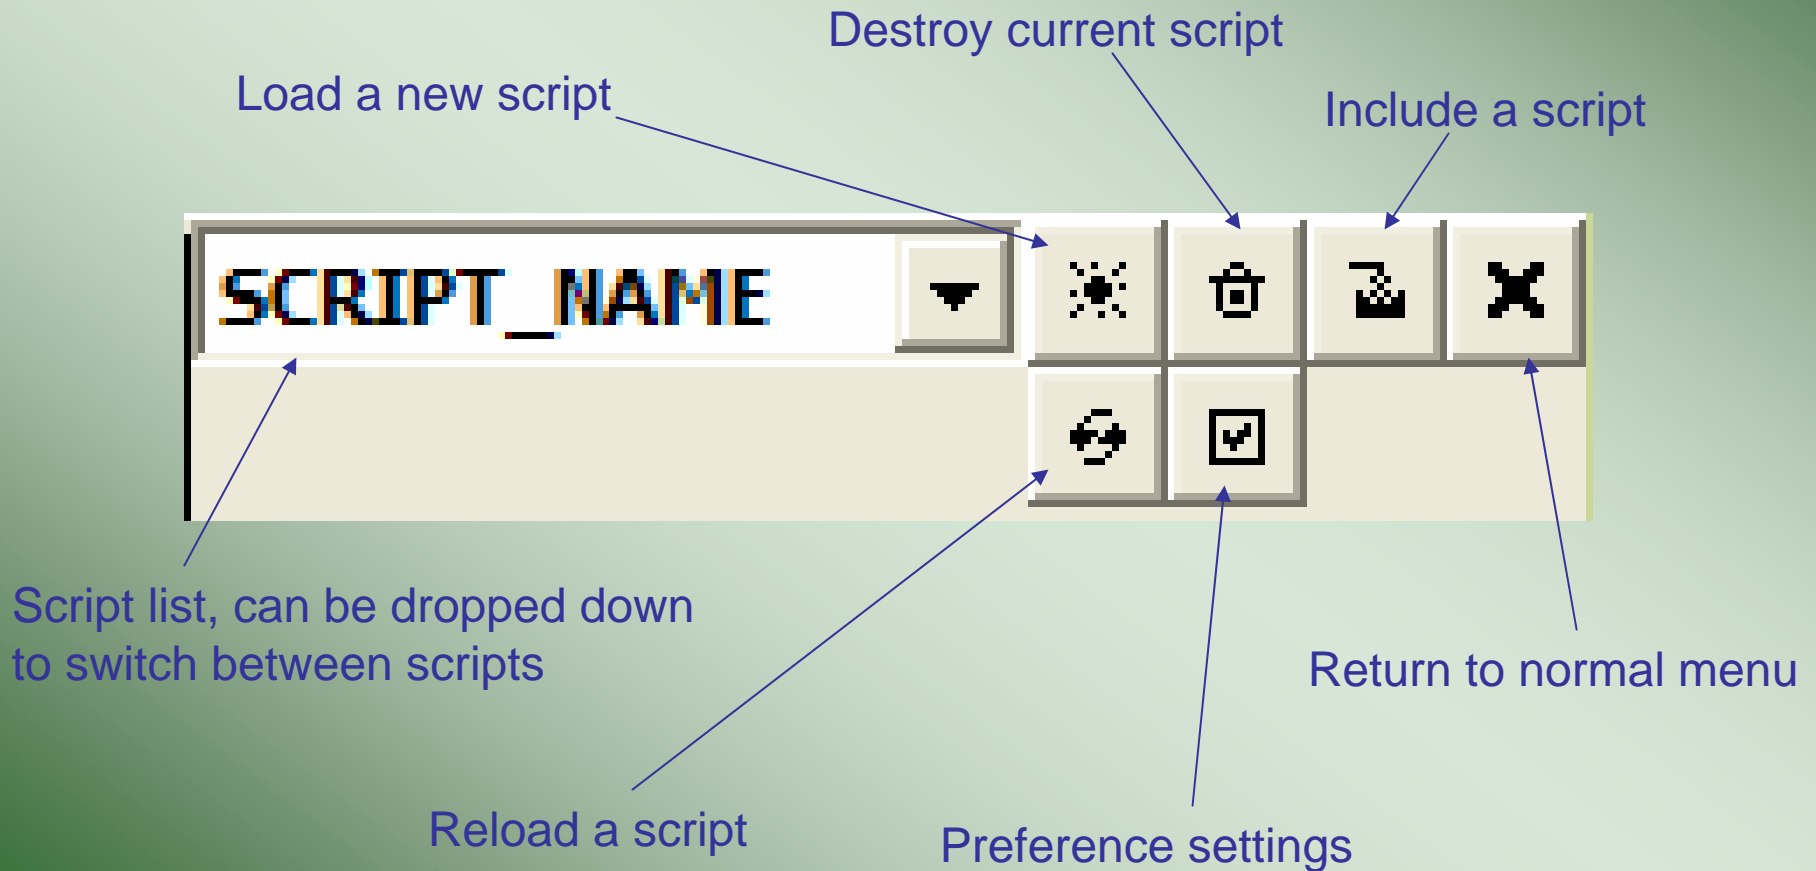 Destroy current script
Load a new script
Include a script
SCRIPT_NAME
Script list, can be dropped down
to switch between scripts
Return to normal menu
Reload a script
Preference settings